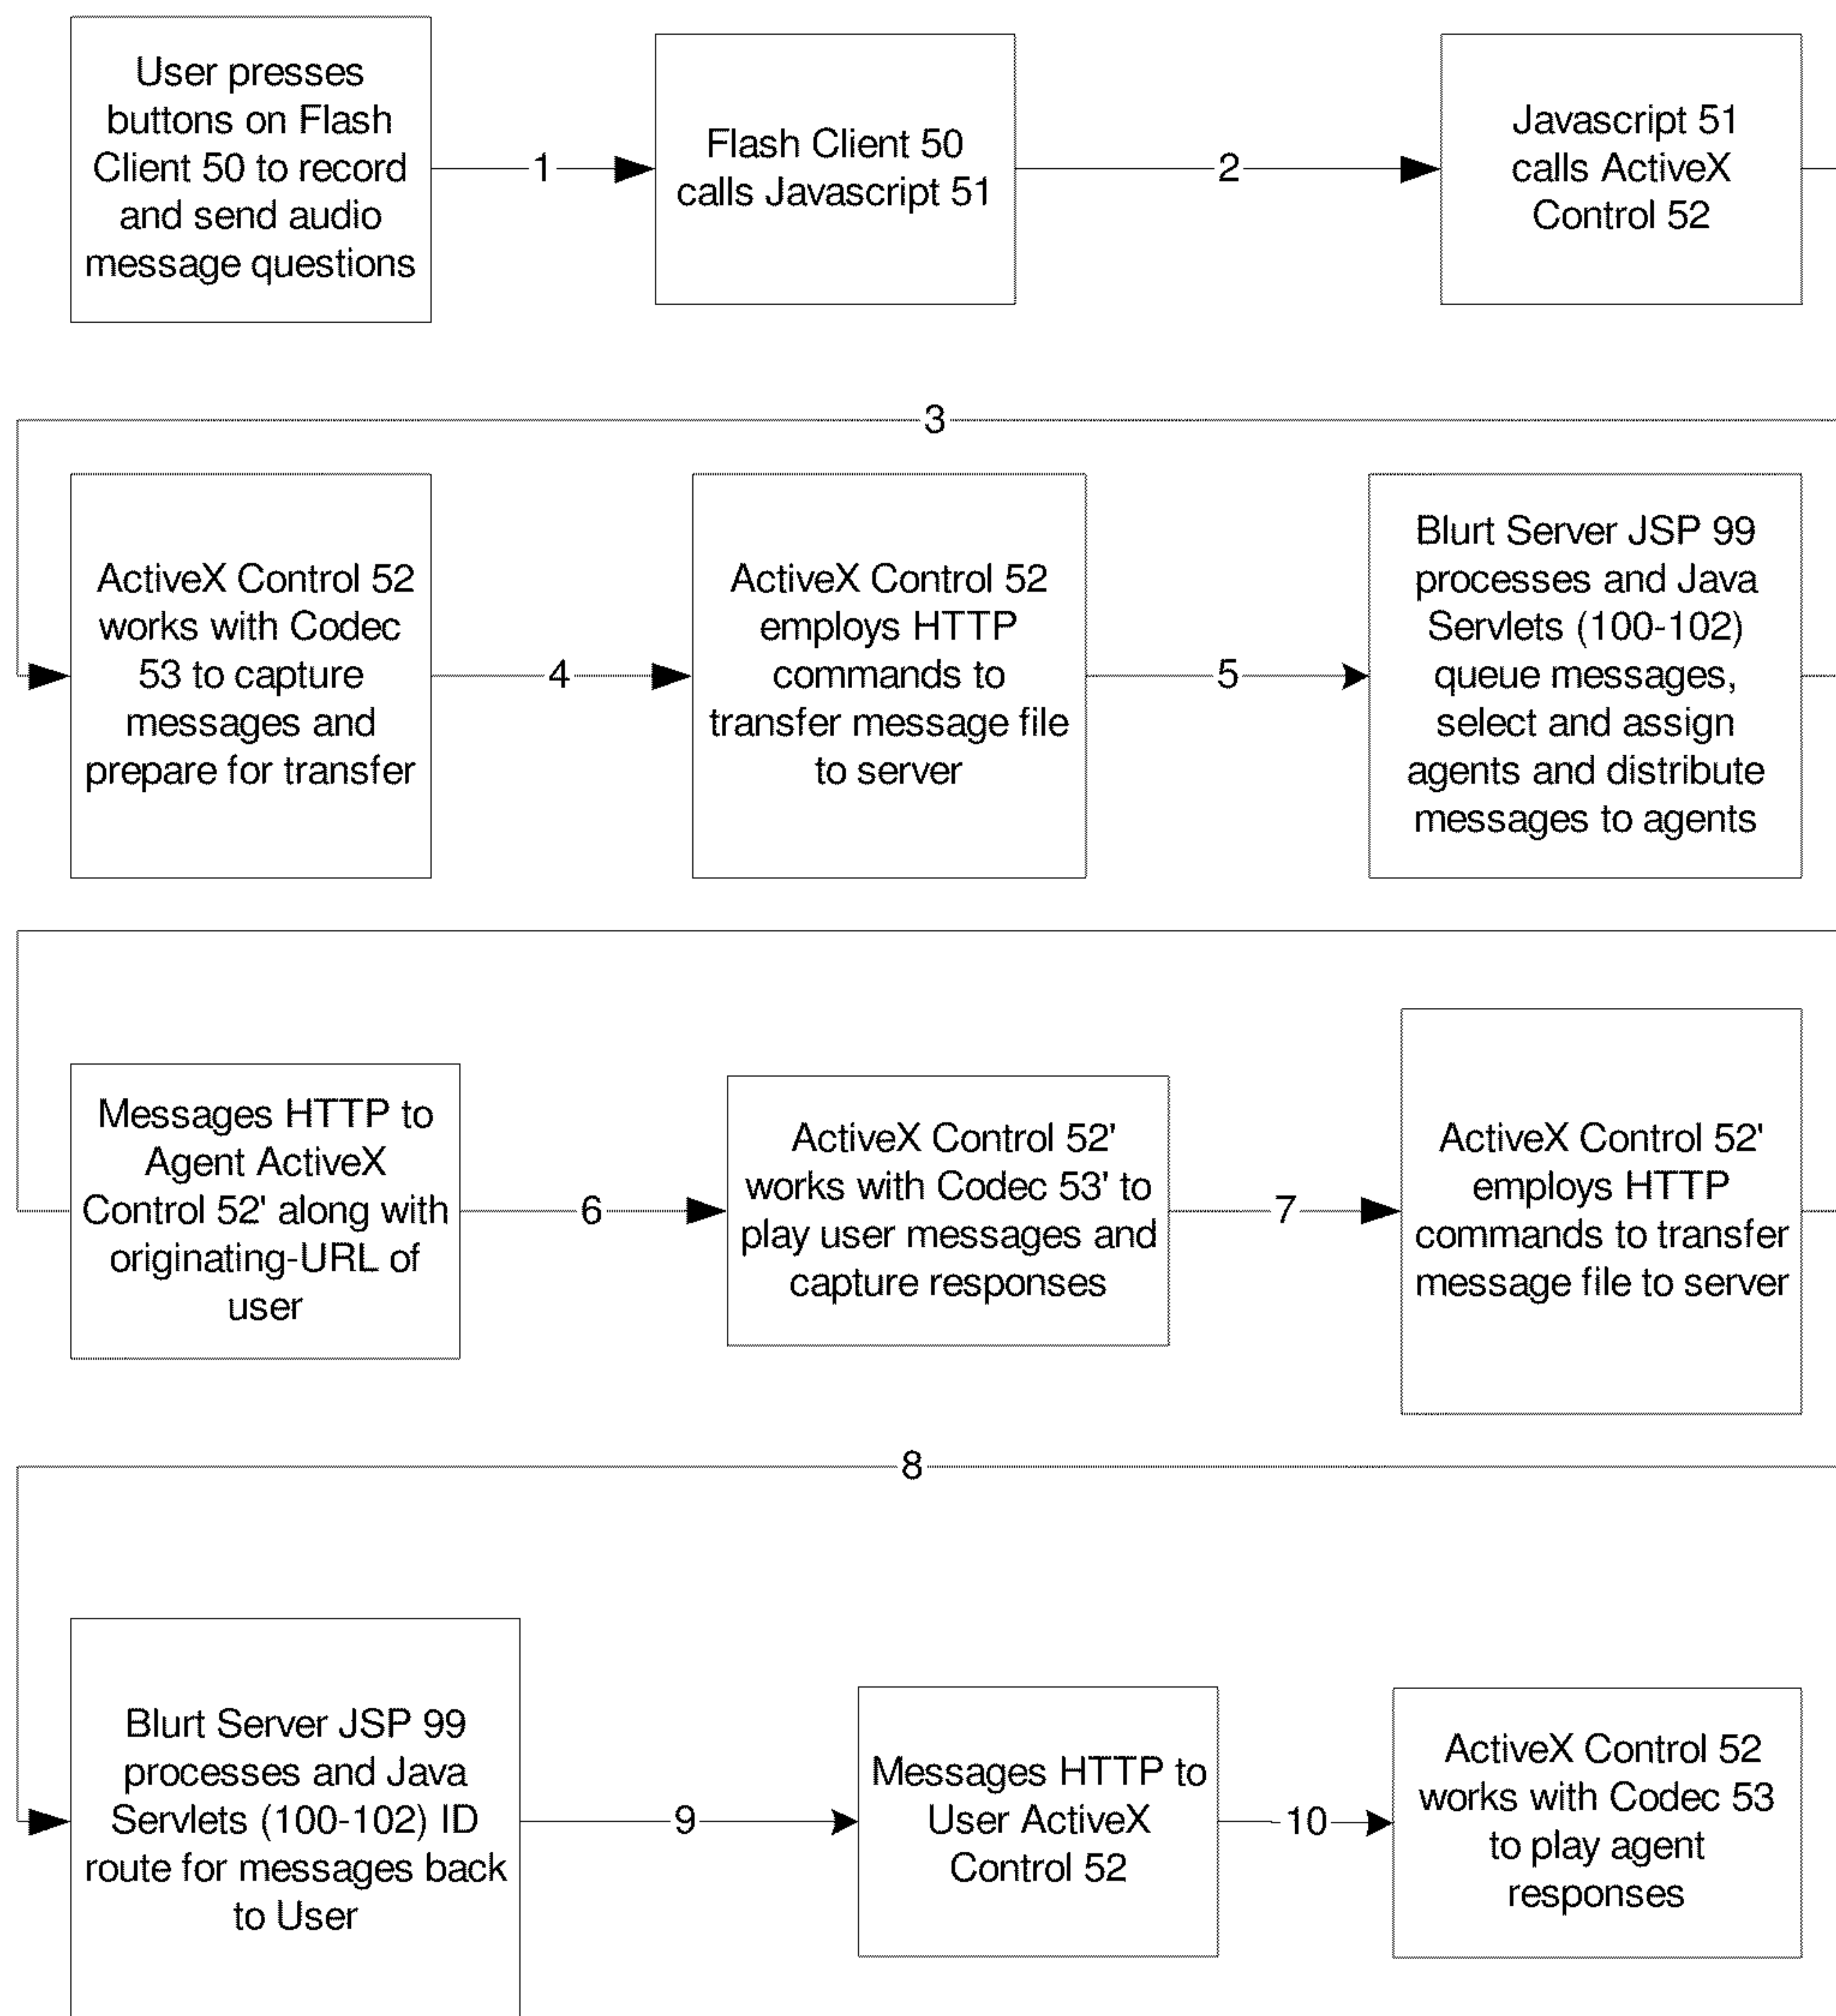 User presses
buttons on Flash
Client 50 to record
and send audio
message questions
1
Flash Client 50
calls Javascript 51
2
Javascript 51
calls ActiveX
Control 52
3
ActiveX Control 52
works with Codec
53 to capture
messages and
prepare for transfer
4
ActiveX Control 52
employs HTTP
commands to
transfer message file
to server
5
Blurt Server JSP 99
processes and Java
Servlets (100-102)
queue messages,
select and assign
agents and distribute
messages to agents
Messages HTTP to
Agent ActiveX
Control 52' along with
originating-URL of
user
6
ActiveX Control 52'
works with Codec 53' to
play user messages and
capture responses
7
ActiveX Control 52'
employs HTTP
commands to transfer
message file to server
8
Blurt Server JSP 99
processes and Java
Servlets (100-102) ID
route for messages back
to User
9
Messages HTTP to
User ActiveX
Control 52
10
ActiveX Control 52
works with Codec 53
to play agent
responses